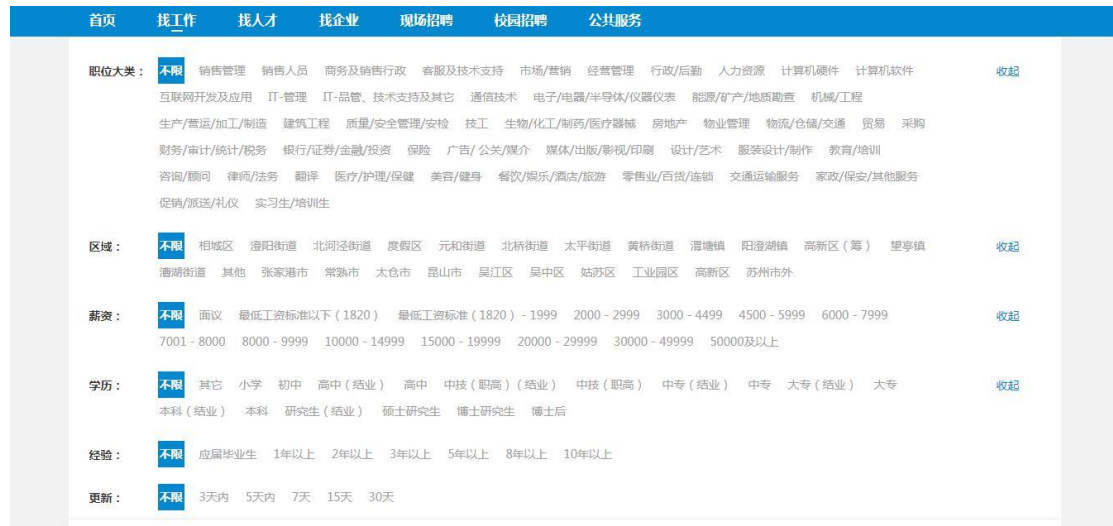 首页 找工作 找人才 找企业 现场招聘 校园招聘 公共服务
职位大类： 不限 销售管理 销售人员 商务及销售行政 客服及技术支持 市场/营销 经营管理 行政/后勤 人力资源 计算机硬件 计算机软件 收起
互联网开发及应用 IT-管理 IT-品管、技术支持及其它 通信技术 电子/电器/半导体/仪器仪表 能源/矿产/地质勘查 机械/工程
生产/营运/加工/制造 建筑工程 质量/安全管理/安检 技工 生物/化工/制药/医疗器械 房地产 物业管理 物流/仓储/交通 贸易 采购
财务/审计/统计/税务 银行/证券/金融/投资 保险 广告/公关/媒介 媒体/出版/影视/印刷 设计/艺术 服装设计/制作 教育/培训
咨询/顾问 律师/法务 翻译 医疗/护理/保健 美容/健身 餐饮/娱乐/酒店/旅游 零售业/百货/连锁 交通运输服务 家政/保安/其他服务
促销/派送/礼仪 实习生/培训生
区域： 不限 相城区 澄阳街道 北河泾街道 度假区 元和街道 北桥街道 太平街道 黄桥街道 渭塘镇 阳澄湖镇 高新区（筹） 望亭镇 收起
漕湖街道 其他 张家港市 常熟市 太仓市 昆山市 吴江区 吴中区 姑苏区 工业园区 高新区 苏州市外
薪资： 不限 面议 最低工资标准以下（1820） 最低工资标准（1820）- 1999 2000 - 2999 3000 - 4499 4500 - 5999 6000 - 7999 收起
7001 - 8000 8000 - 9999 10000 - 14999 15000 - 19999 20000 - 29999 30000 - 49999 50000及以上
学历： 不限 其它 小学 初中 高中（结业） 高中 中技（职高）（结业） 中技（职高） 中专（结业） 中专 大专（结业） 大专 收起
本科（结业） 本科 研究生（结业） 硕士研究生 博士研究生 博士后
经验： 不限 应届毕业生 1年以上 2年以上 3年以上 5年以上 8年以上 10年以上
更新： 不限 3天内 5天内 7天 15天 30天